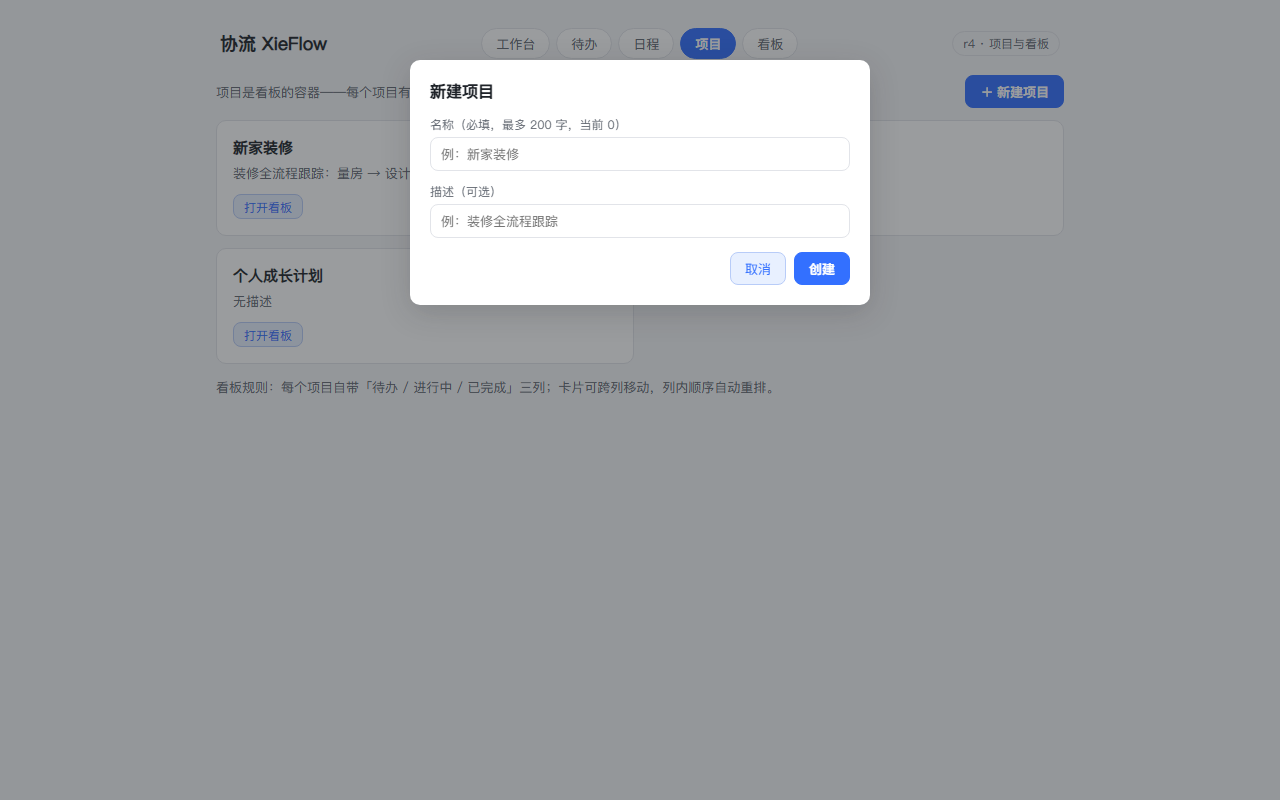 协流 XieFlow
工作台
待办
日程
项目
看板
r4 · 项目与看板
项目是看板的容器——每个项目有
+ 新建项目
新建项目
名称（必填，最多 200 字，当前 0）
例：新家装修
描述（可选）
例：装修全流程跟踪
取消
创建
新家装修
装修全流程跟踪：量房 → 设计
打开看板
个人成长计划
无描述
打开看板
看板规则：每个项目自带「待办 / 进行中 / 已完成」三列；卡片可跨列移动，列内顺序自动重排。